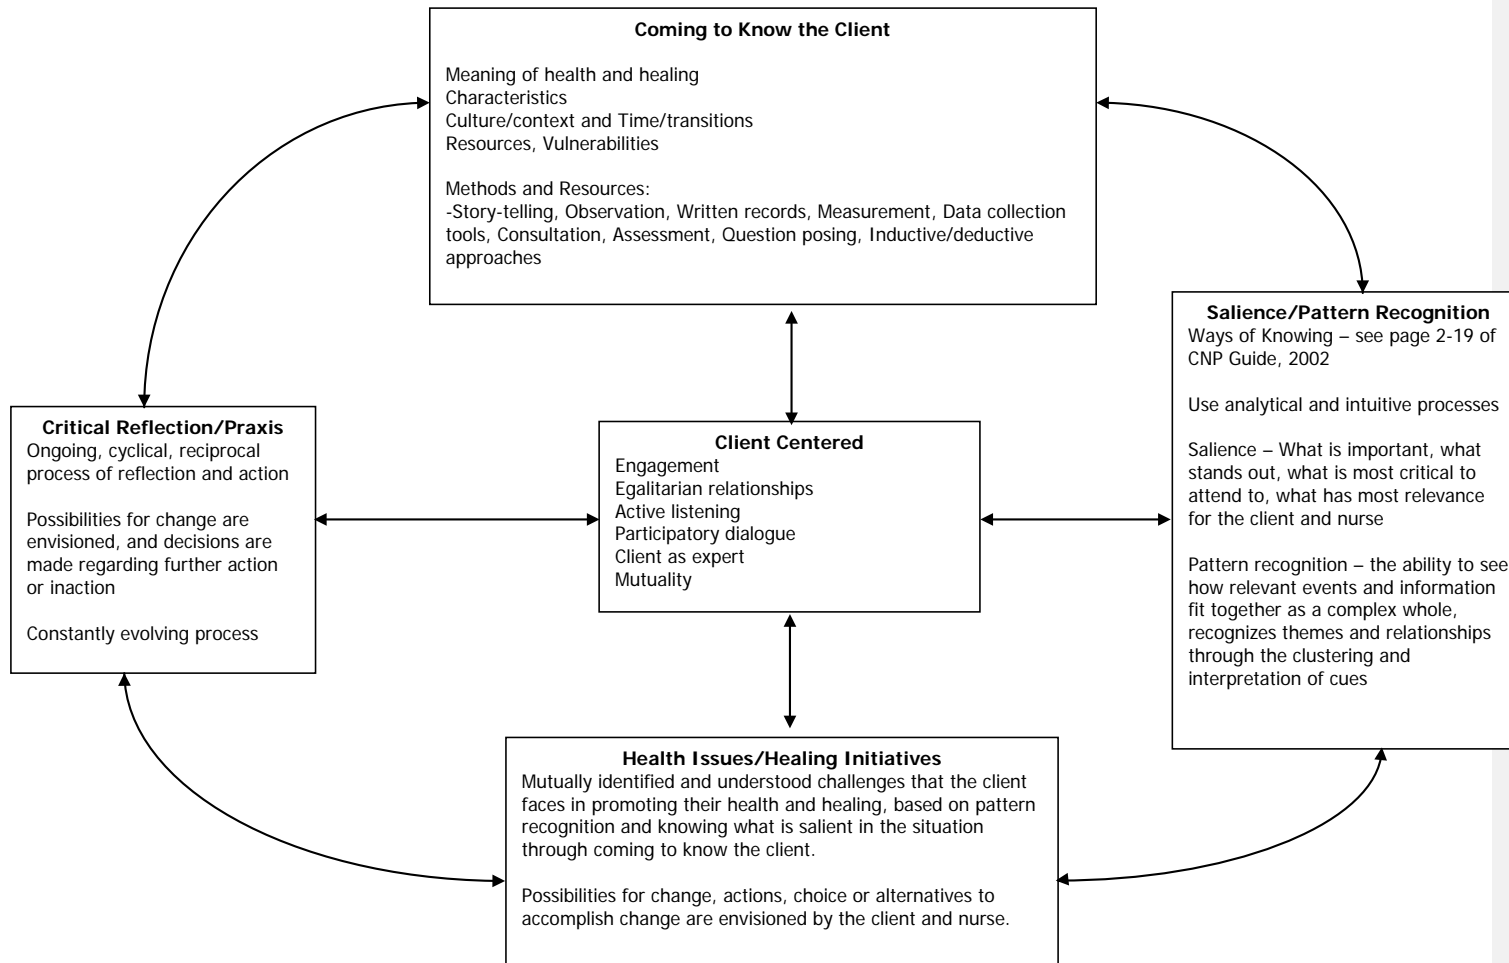 Coming to Know the Client
Meaning of health and healing
Characteristics
Culture/context and Time/transitions
Resources, Vulnerabilities
Methods and Resources:
-Story-telling, Observation, Written records, Measurement, Data collection
tools, Consultation, Assessment, Question posing, Inductive/deductive
approaches
Salience/Pattern Recognition
Ways of Knowing – see page 2-19 of
CNP Guide, 2002
Use analytical and intuitive processes
Salience – What is important, what
stands out, what is most critical to
attend to, what has most relevance
for the client and nurse
Pattern recognition – the ability to see
how relevant events and information
fit together as a complex whole,
recognizes themes and relationships
through the clustering and
interpretation of cues
Critical Reflection/Praxis
Ongoing, cyclical, reciprocal
process of reflection and action
Possibilities for change are
envisioned, and decisions are
made regarding further action
or inaction
Constantly evolving process
Client Centered
Engagement
Egalitarian relationships
Active listening
Participatory dialogue
Client as expert
Mutuality
Health Issues/Healing Initiatives
Mutually identified and understood challenges that the client
faces in promoting their health and healing, based on pattern
recognition and knowing what is salient in the situation
through coming to know the client.
Possibilities for change, actions, choice or alternatives to
accomplish change are envisioned by the client and nurse.